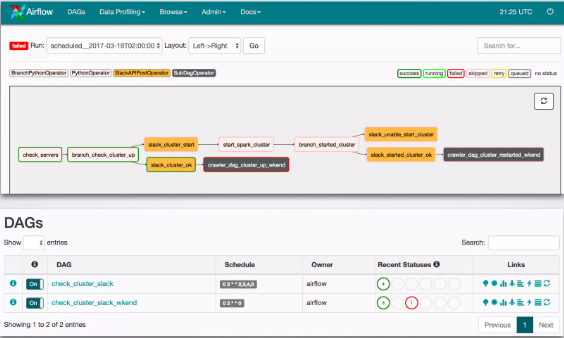 Airflow DAGs Data Profiling Browse Admin Docs 21:25 UTC
failed Run: scheduled__2017-03-19T02:00:00 Layout: Left->Right Go Search for...
BranchPythonOperator PythonOperator SlackAPIPostOperator SubDagOperator success running failed skipped retry queued no status
slack_unable_start_cluster
slack_cluster_start start_spark_cluster branch_started_cluster
check_servers branch_check_cluster_up slack_started_cluster_ok crawler_dag_cluster_restarted_wkend
slack_cluster_ok crawler_dag_cluster_up_wkend
DAGs
Show entries Search:
DAG Schedule Owner Recent Statuses Links
On check_cluster_slack 0 2 * * 2,3,4,5 airflow 4
On check_cluster_slack_wkend 0 2 * * 6 airflow 3 1
Showing 1 to 2 of 2 entries Previous 1 Next